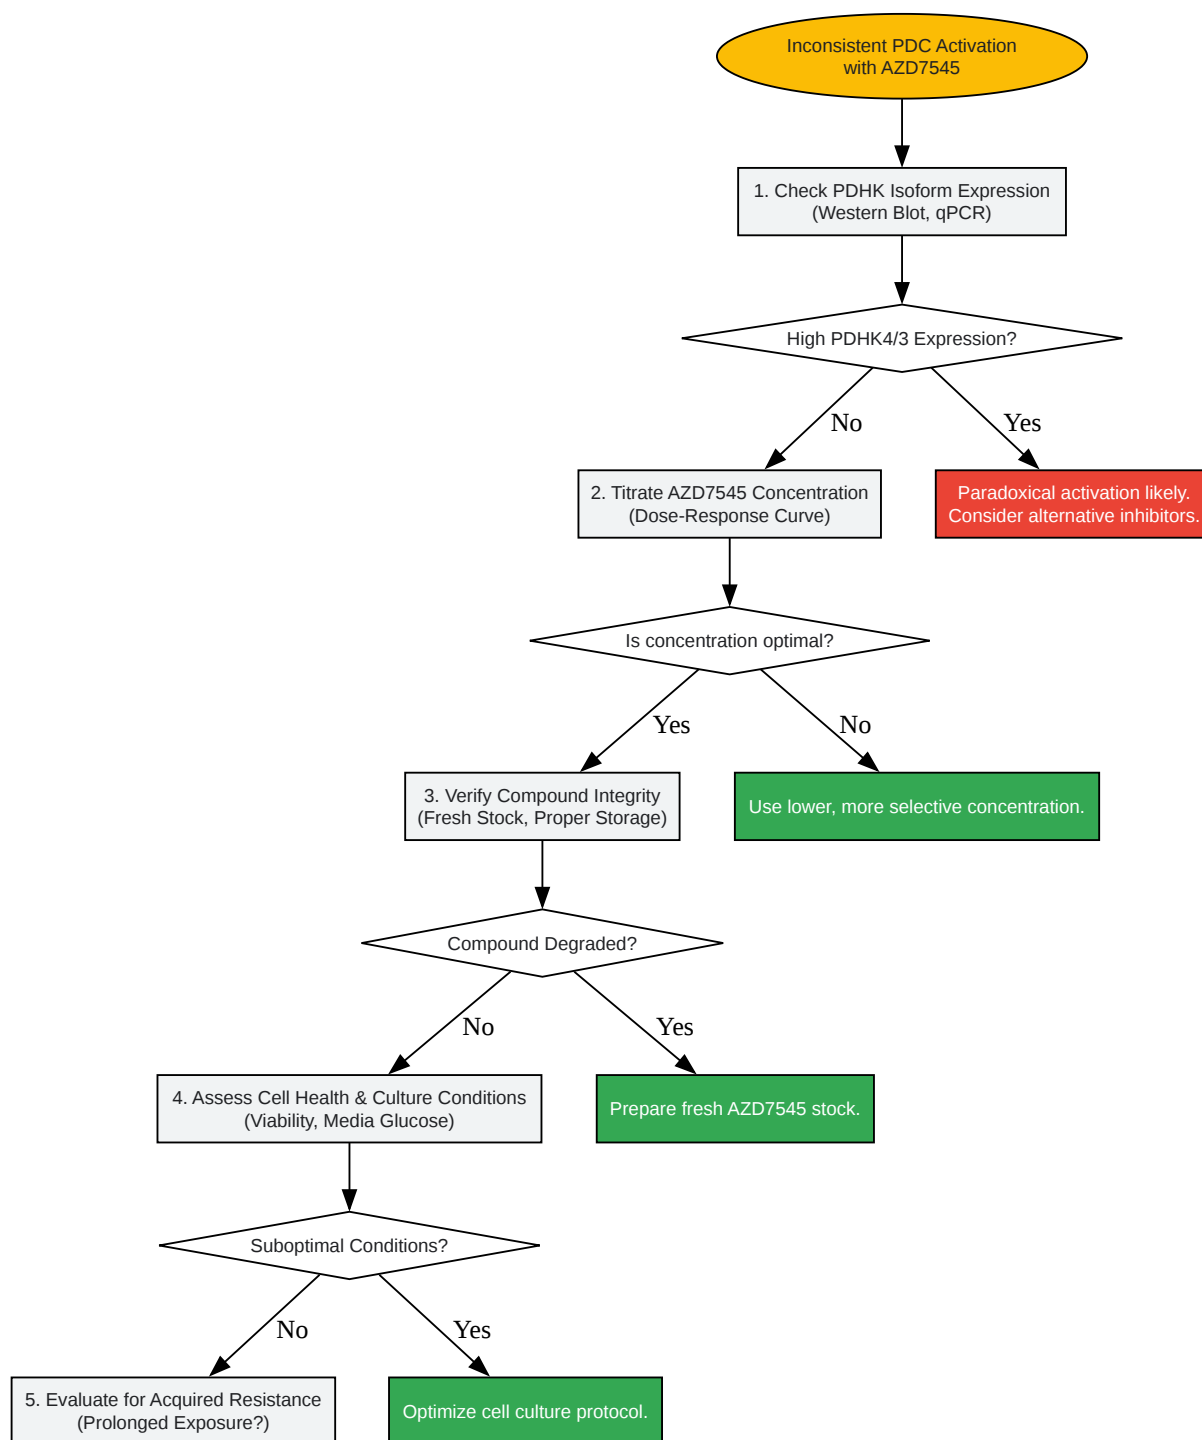 Inconsistent PDC Activation
with AZD7545
1. Check PDHK Isoform Expression
(Western Blot, qPCR)
High PDHK4/3 Expression?
No
Yes
2. Titrate AZD7545 Concentration
(Dose-Response Curve)
Paradoxical activation likely.
Consider alternative inhibitors.
Is concentration optimal?
Yes
No
3. Verify Compound Integrity
(Fresh Stock, Proper Storage)
Use lower, more selective concentration.
Compound Degraded?
No
Yes
4. Assess Cell Health & Culture Conditions
(Viability, Media Glucose)
Prepare fresh AZD7545 stock.
Suboptimal Conditions?
No
Yes
5. Evaluate for Acquired Resistance
(Prolonged Exposure?)
Optimize cell culture protocol.